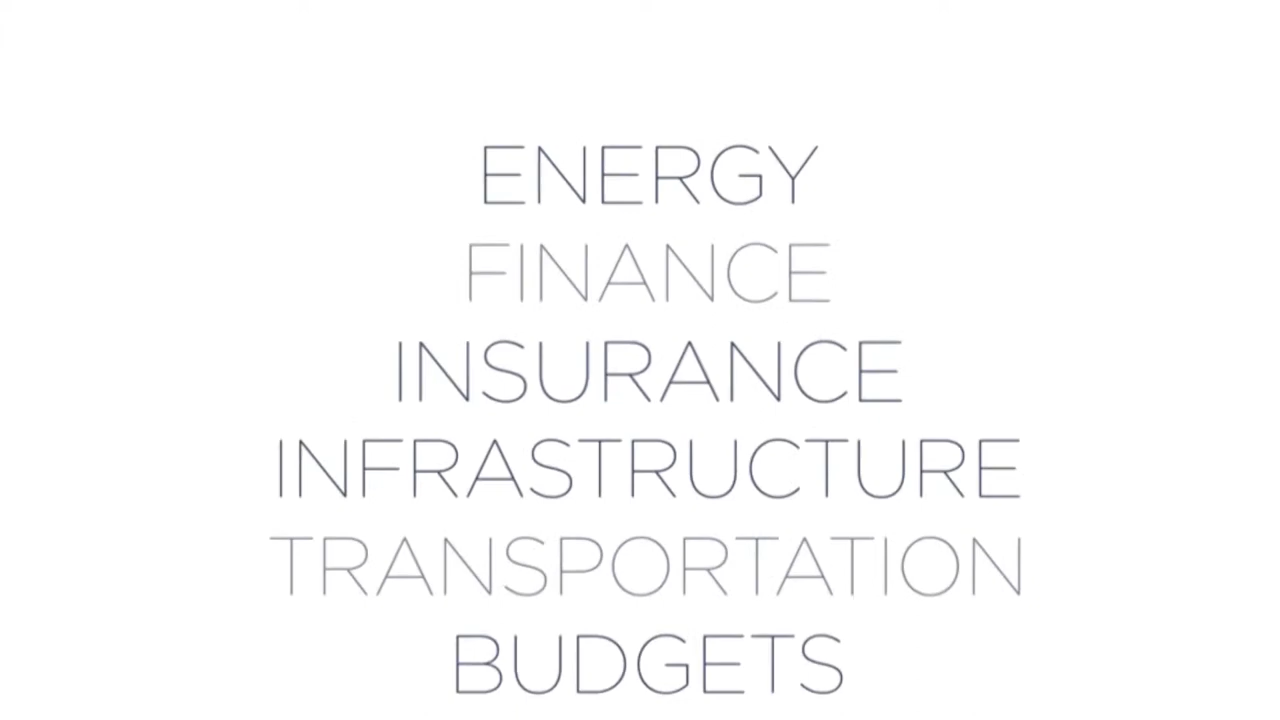 ENERGY
FINANCE
INSURANCE
INFRASTRUCTURE
TRANSPORTATION
BUDGETS